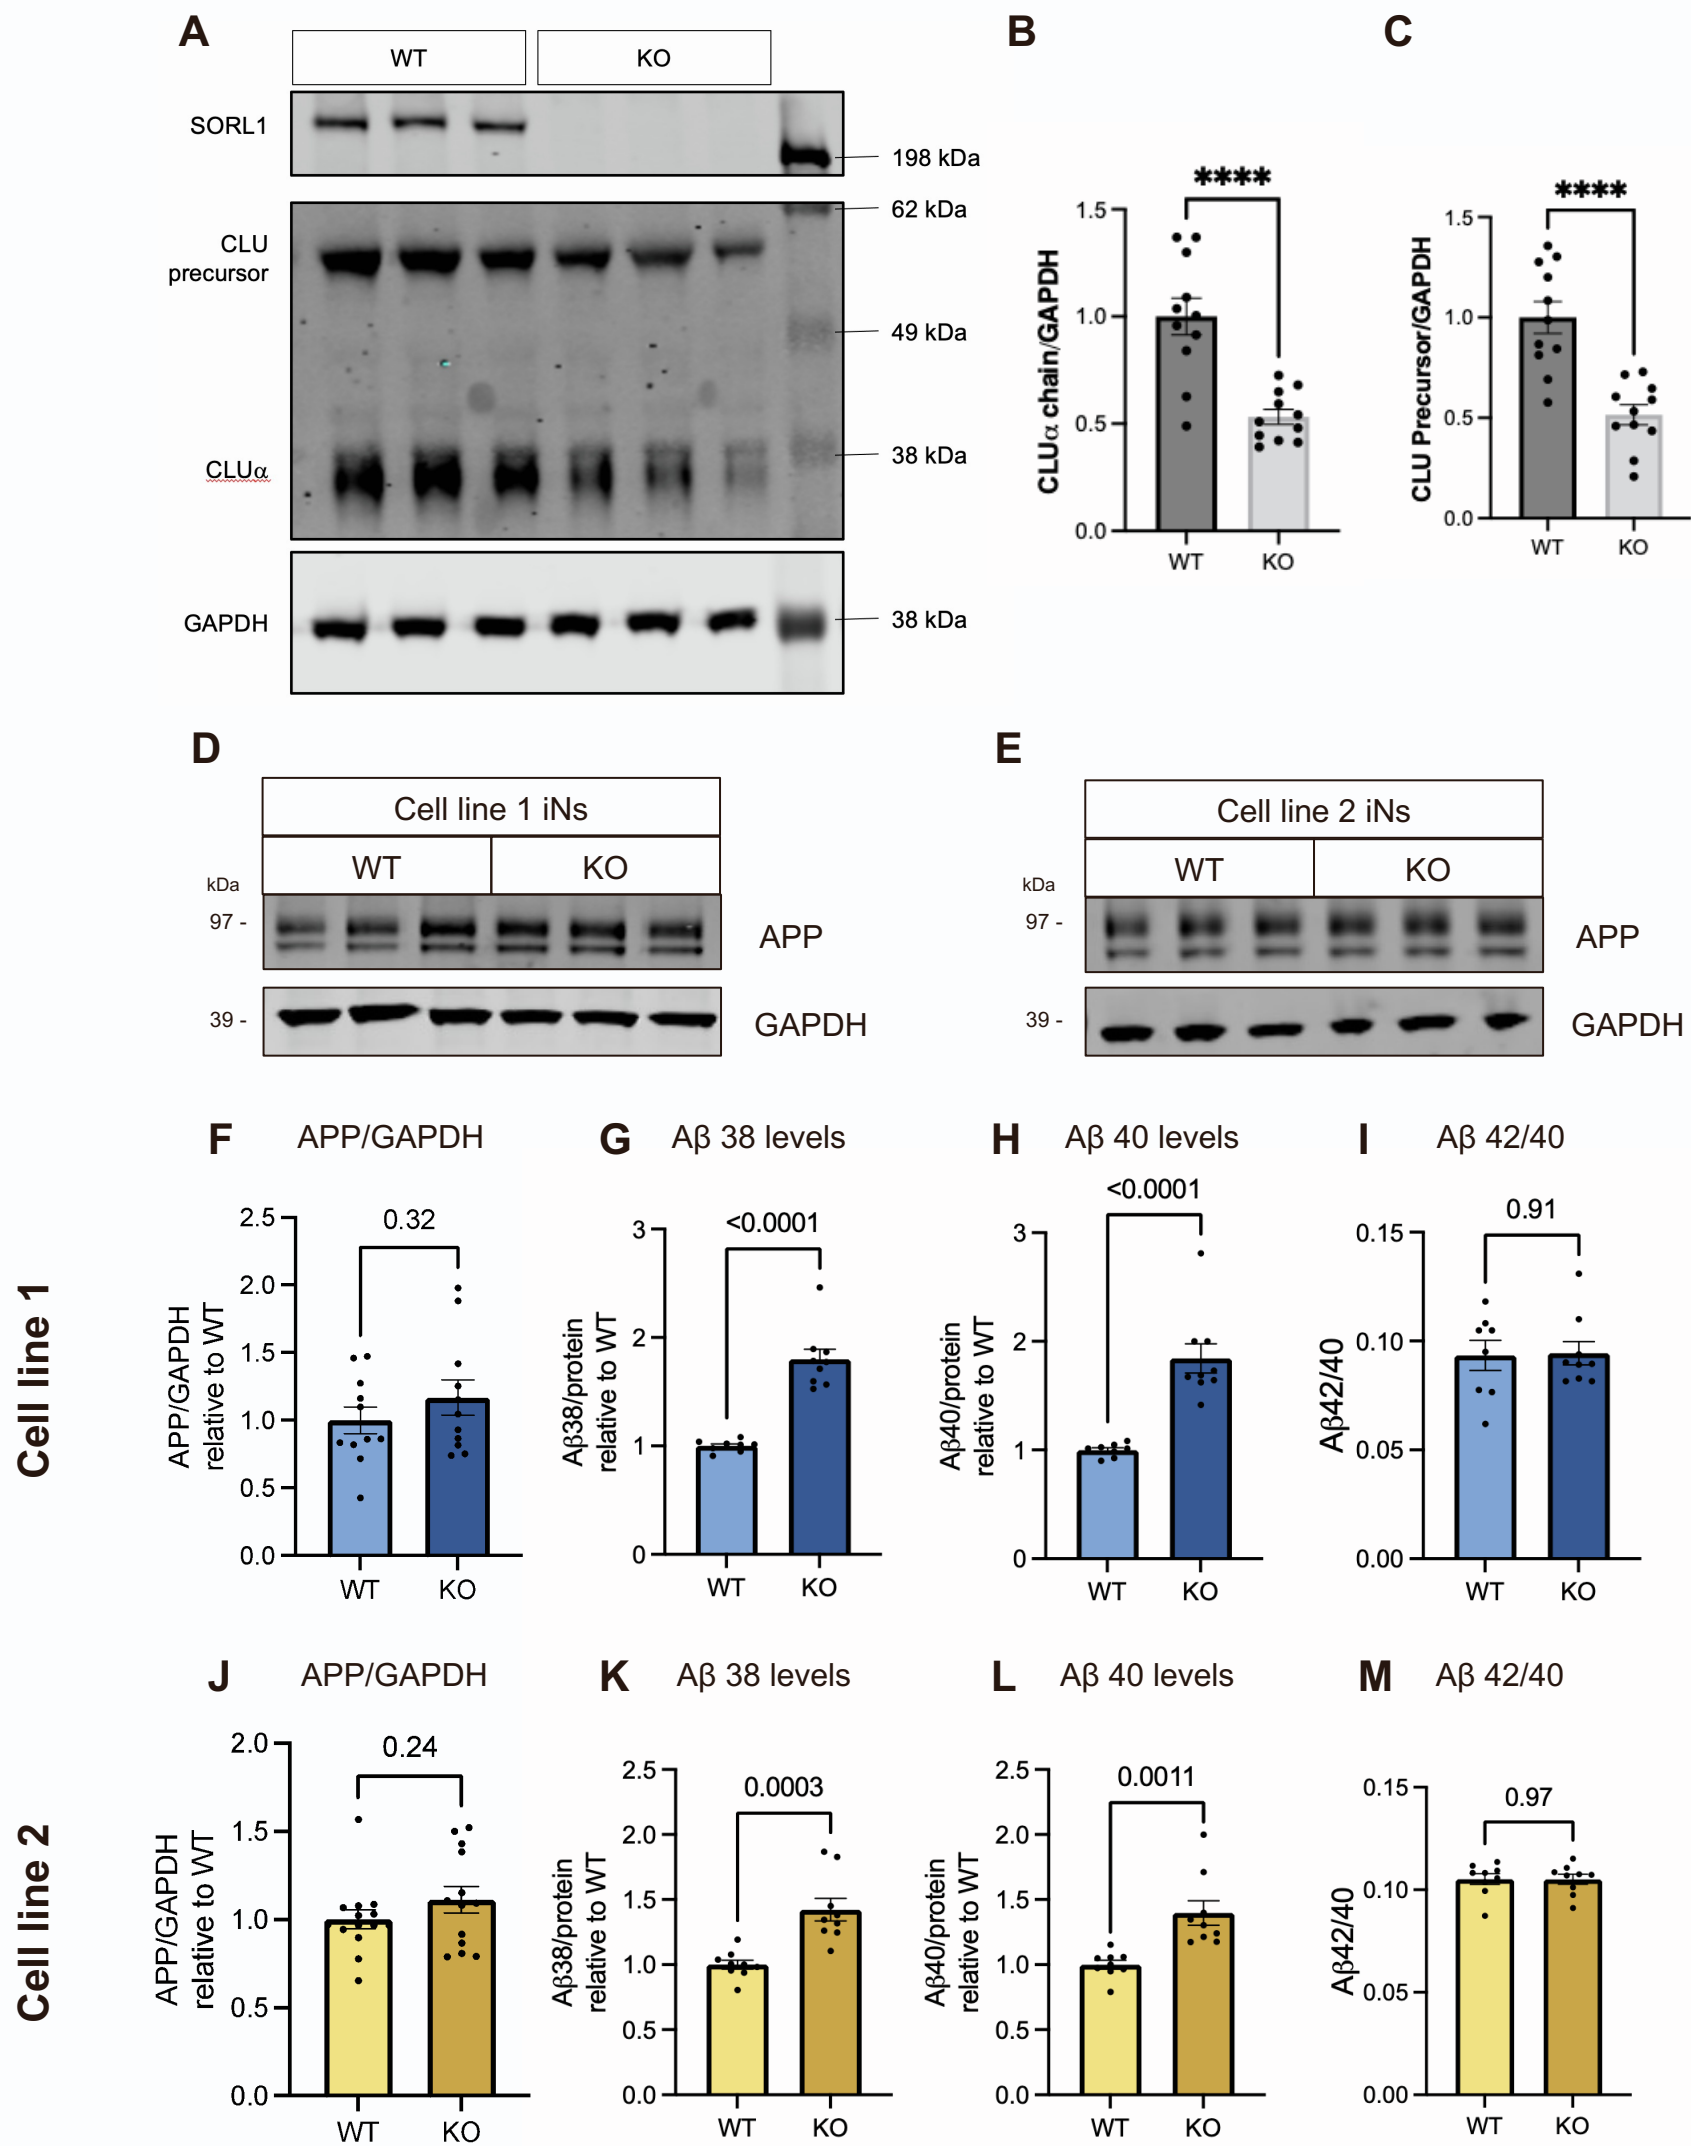 A
WT
KO
SORL1
198 kDa
62 kDa
CLU
precursor
49 kDa
38 kDa
CLUα
GAPDH
38 kDa
B
****
CLUα chain/GAPDH
1.5
1.0
0.5
0.0
WT
KO
C
****
CLU Precursor/GAPDH
1.5
1.0
0.5
0.0
WT
KO
D
Cell line 1 iNs
WT
KO
kDa
97 -
APP
39 -
GAPDH
E
Cell line 2 iNs
WT
KO
kDa
97 -
APP
39 -
GAPDH
Cell line 1
F
APP/GAPDH
0.32
APP/GAPDH
relative to WT
2.5
2.0
1.5
1.0
0.5
0.0
WT
KO
G
Aβ 38 levels
<0.0001
Aβ38/protein
relative to WT
3
2
1
0
WT
KO
H
Aβ 40 levels
<0.0001
Aβ40/protein
relative to WT
3
2
1
0
WT
KO
I
Aβ 42/40
0.91
Aβ42/40
0.15
0.10
0.05
0.00
WT
KO
Cell line 2
J
APP/GAPDH
0.24
APP/GAPDH
relative to WT
2.0
1.5
1.0
0.5
0.0
WT
KO
K
Aβ 38 levels
0.0003
Aβ38/protein
relative to WT
2.5
2.0
1.5
1.0
0.5
0.0
WT
KO
L
Aβ 40 levels
0.0011
Aβ40/protein
relative to WT
2.5
2.0
1.5
1.0
0.5
0.0
WT
KO
M
Aβ 42/40
0.97
Aβ42/40
0.15
0.10
0.05
0.00
WT
KO